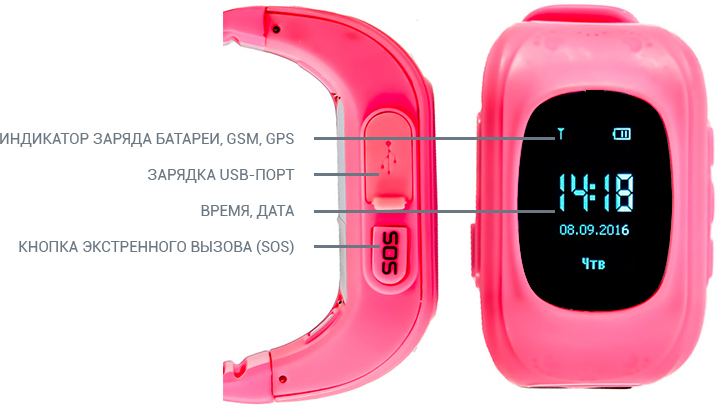 ИНДИКАТОР ЗАРЯДА БАТАРЕИ, GSM, GPS
ЗАРЯДКА USB-ПОРТ
ВРЕМЯ, ДАТА
КНОПКА ЭКСТРЕННОГО ВЫЗОВА (SOS)
SOS
14:18
08.09.2016
Чтв